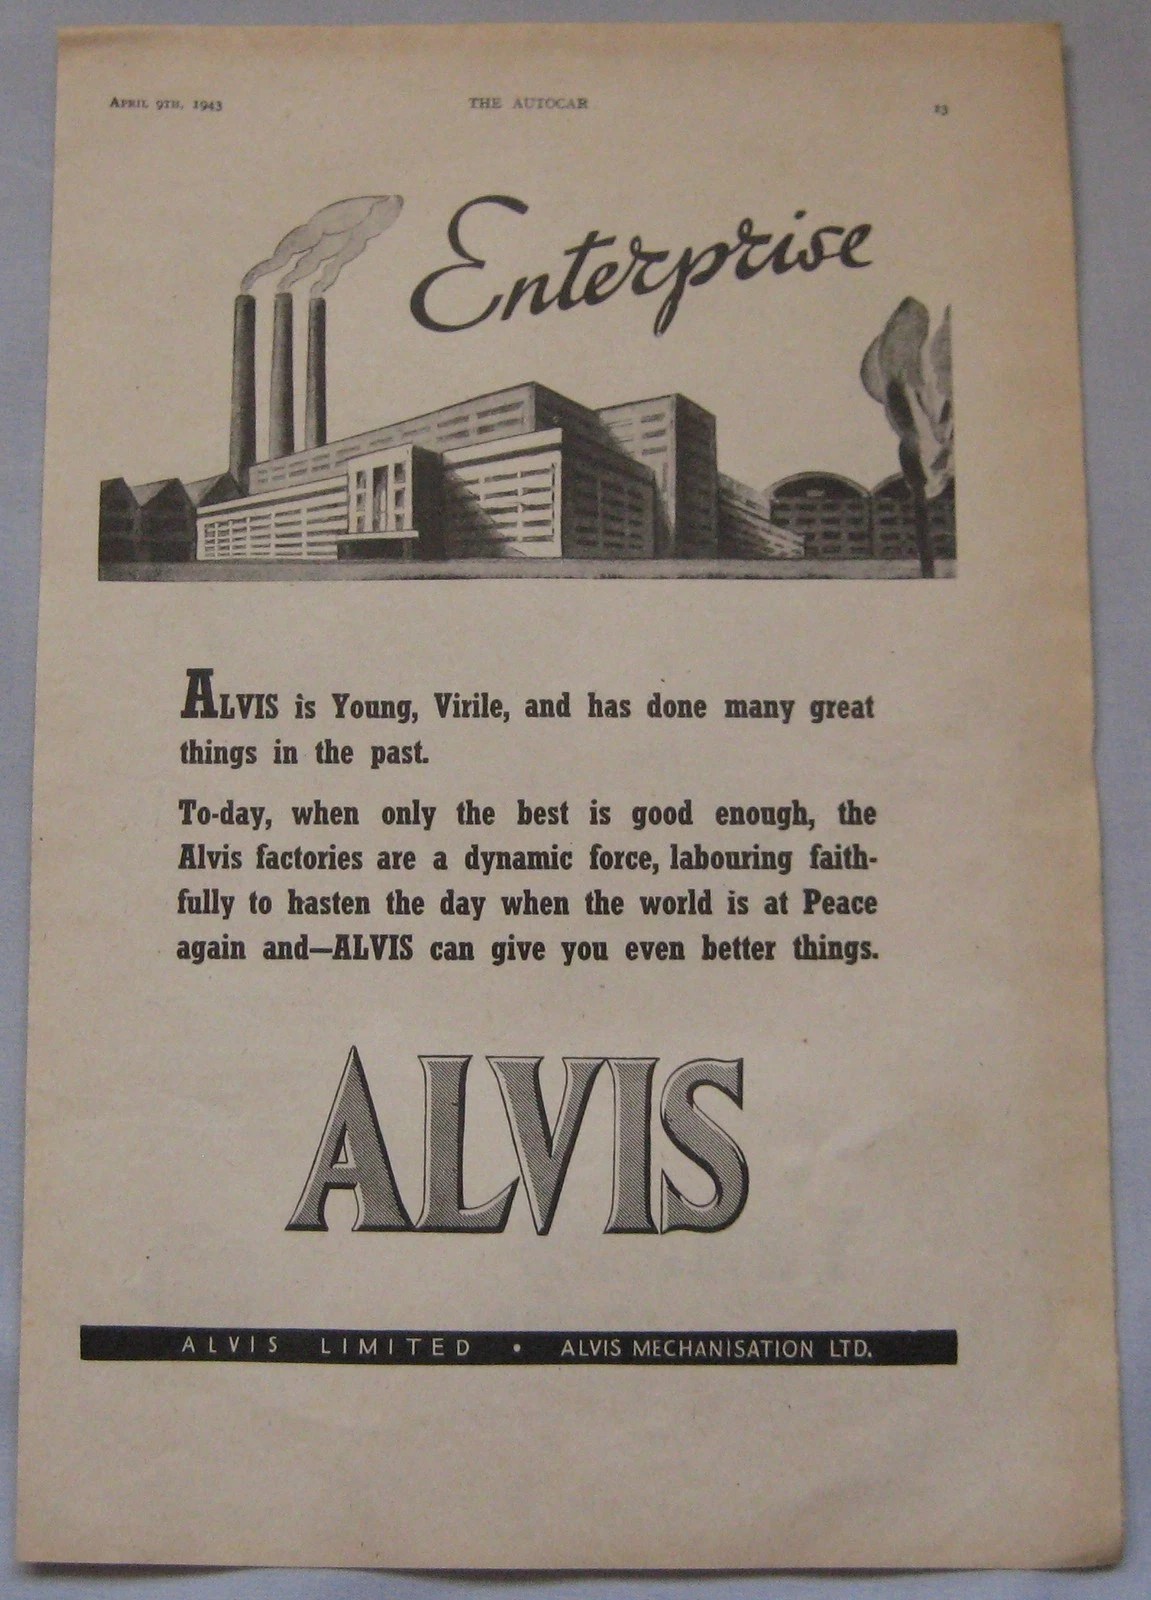 April 9th, 1943
THE AUTOCAR
23
Enterprise
ALVIS is Young, Virile, and has done many great
things in the past.
To-day, when only the best is good enough, the
Alvis factories are a dynamic force, labouring faith-
fully to hasten the day when the world is at Peace
again and—ALVIS can give you even better things.
ALVIS
ALVIS LIMITED • ALVIS MECHANISATION LTD.